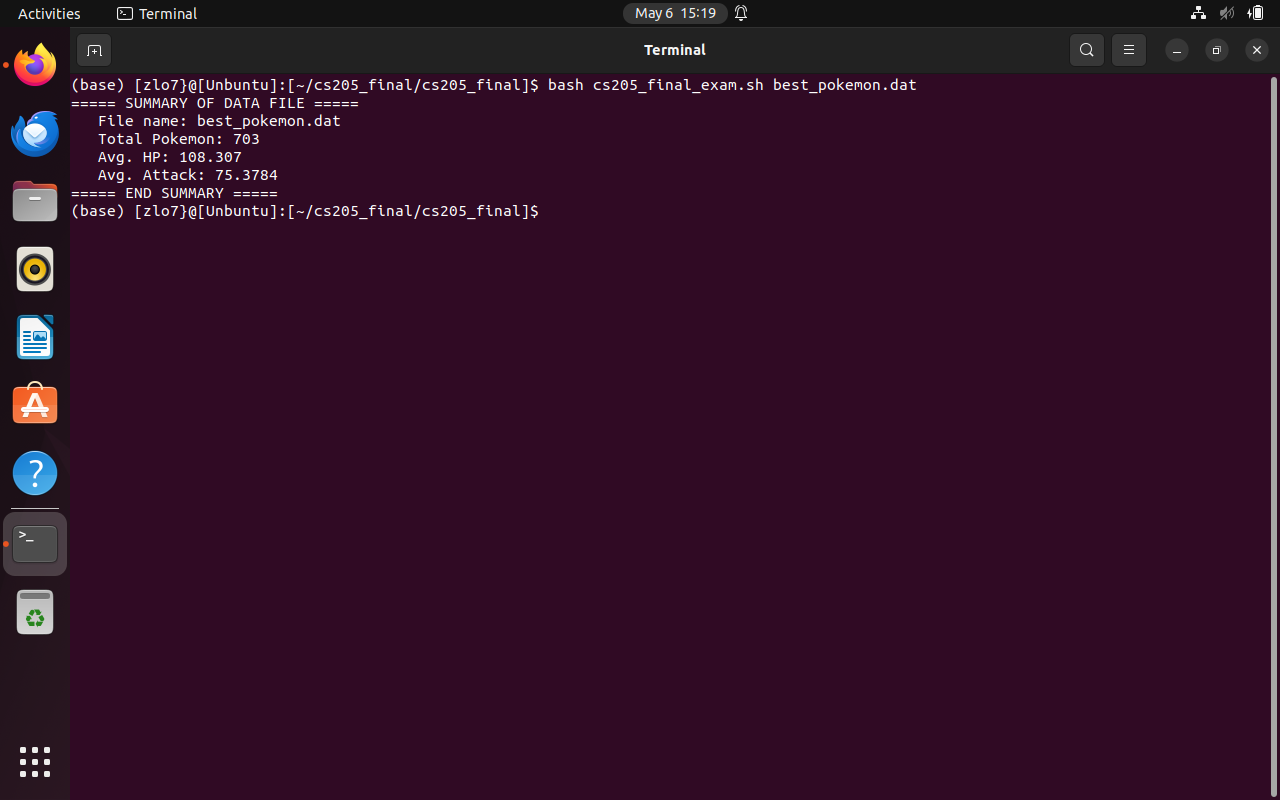 Activities
Terminal
May 6 15:19
Terminal
(base) [zlo7}@[Unbuntu]:[~/cs205_final/cs205_final]$ bash cs205_final_exam.sh best_pokemon.dat
===== SUMMARY OF DATA FILE =====
   File name: best_pokemon.dat
   Total Pokemon: 703
   Avg. HP: 108.307
   Avg. Attack: 75.3784
===== END SUMMARY =====
(base) [zlo7}@[Unbuntu]:[~/cs205_final/cs205_final]$